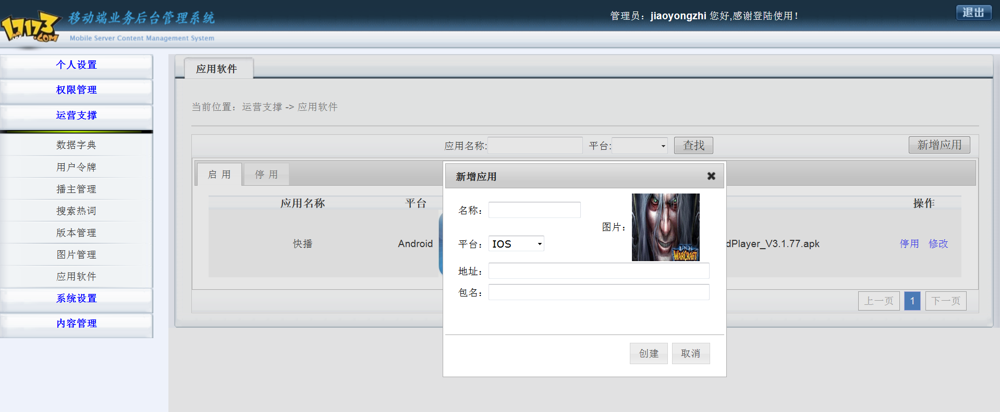 17173.COM 移动端业务后台管理系统
Mobile Server Content Management System
管理员：jiaoyongzhi 您好,感谢登陆使用！
退出
个人设置
权限管理
运营支撑
数据字典
用户令牌
播主管理
搜索热词
版本管理
图片管理
应用软件
系统设置
内容管理
应用软件
当前位置：运营支撑 -> 应用软件
应用名称: 平台: 查找 新增应用
启 用 停 用
应用名称 平台 操作
快播 Android dPlayer_V3.1.77.apk 停用 修改
上一页 1 下一页
新增应用
名称：
图片：
WARCRAFT
平台： IOS
地址：
包名：
创建 取消